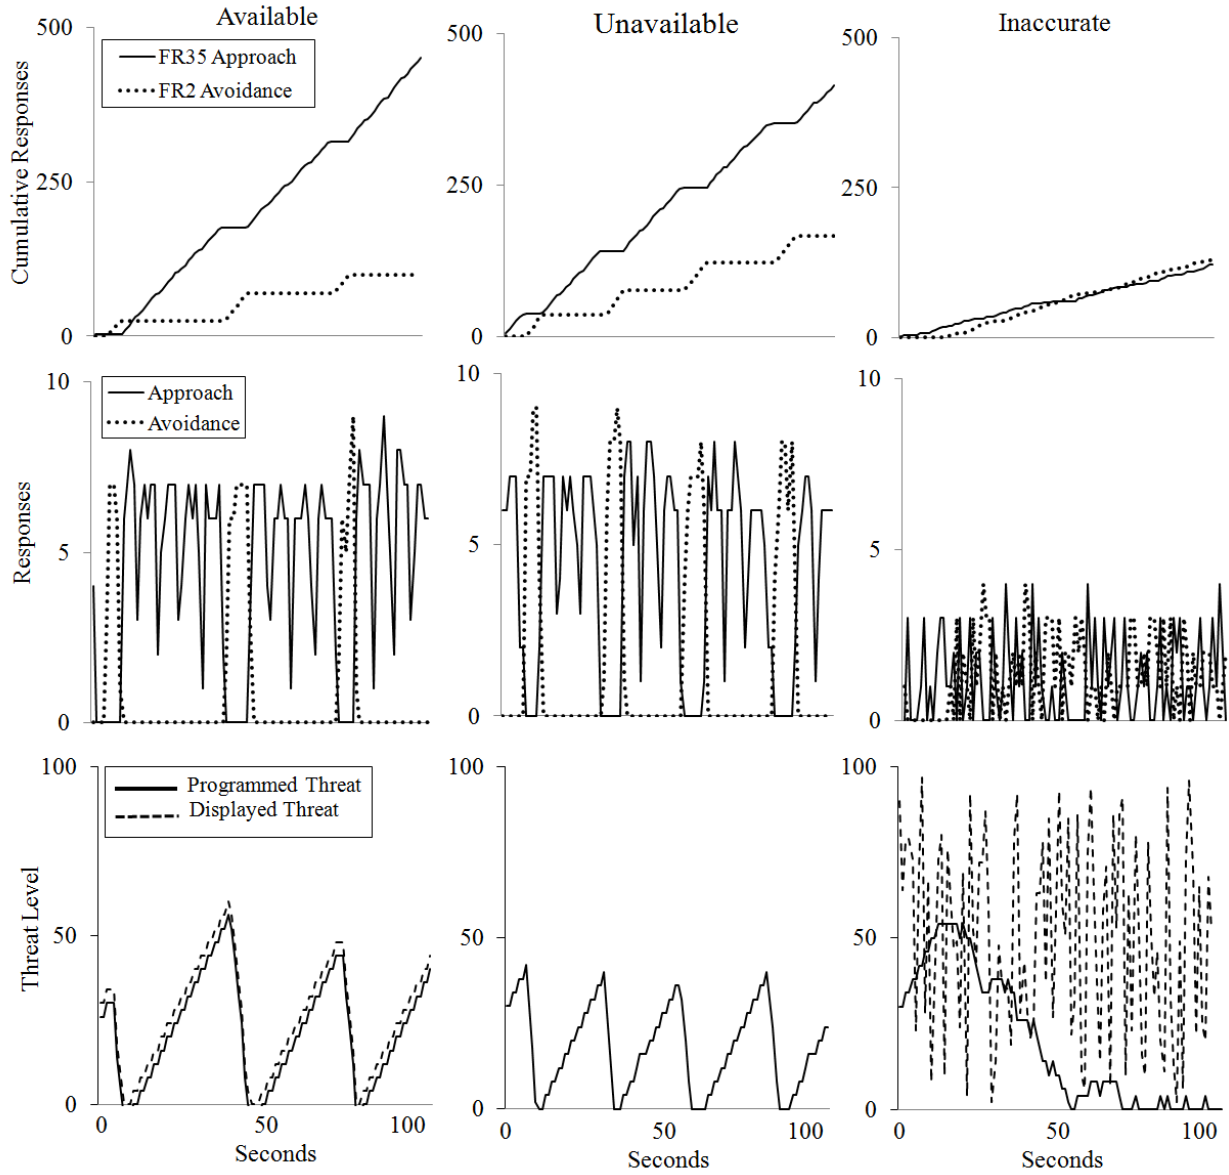 Available
Unavailable
Inaccurate
500
250
0
Cumulative Responses
FR35 Approach
FR2 Avoidance
500
250
0
500
250
0
10
5
0
Responses
Approach
Avoidance
10
5
0
10
5
0
100
50
0
Threat Level
Programmed Threat
Displayed Threat
0 50 100
Seconds
100
50
0
0 50 100
Seconds
100
50
0
0 50 100
Seconds